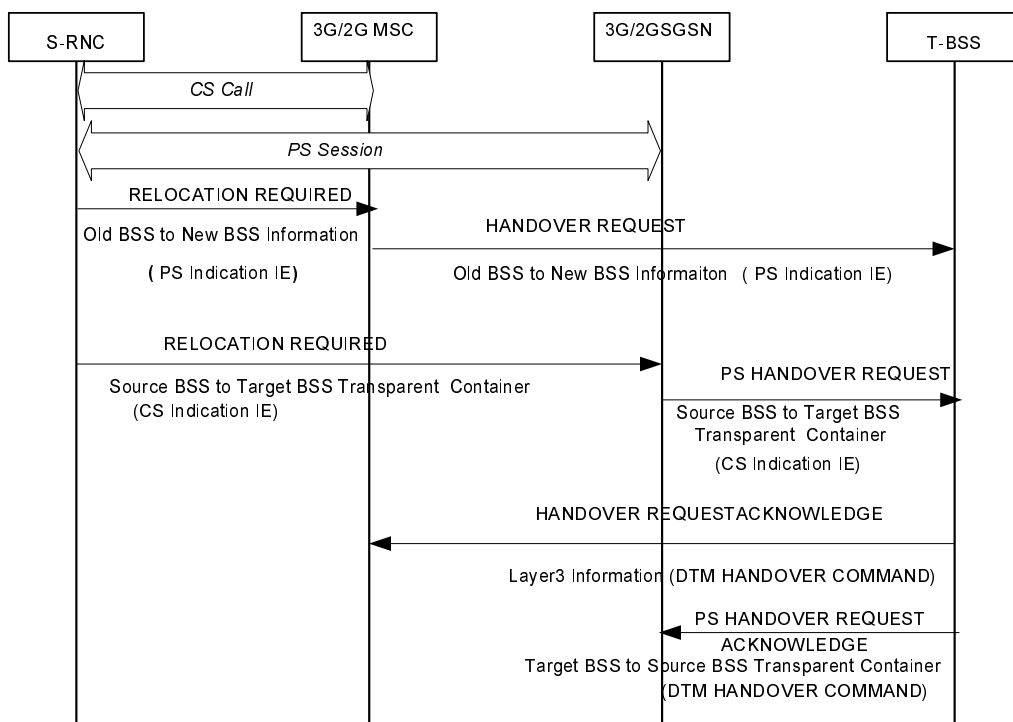 S-RNC
3G/2G MSC
3G/2GSGSN
T-BSS
CS Call
PS Session
RELOCATION REQUIRED
Old BSS to New BSS Information
( PS Indication IE)
HANDOVER REQUEST
Old BSS to New BSS Informaiton ( PS Indication IE)
RELOCATION REQUIRED
Source BSS to Target BSS Transparent Container
(CS Indication IE)
PS HANDOVER REQUEST
Source BSS to Target BSS
Transparent Container
(CS Indication IE)
HANDOVER REQUESTACKNOWLEDGE
Layer3 Information (DTM HANDOVER COMMAND)
PS HANDOVER REQUEST
ACKNOWLEDGE
Target BSS to Source BSS Transparent Container
(DTM HANDOVER COMMAND)